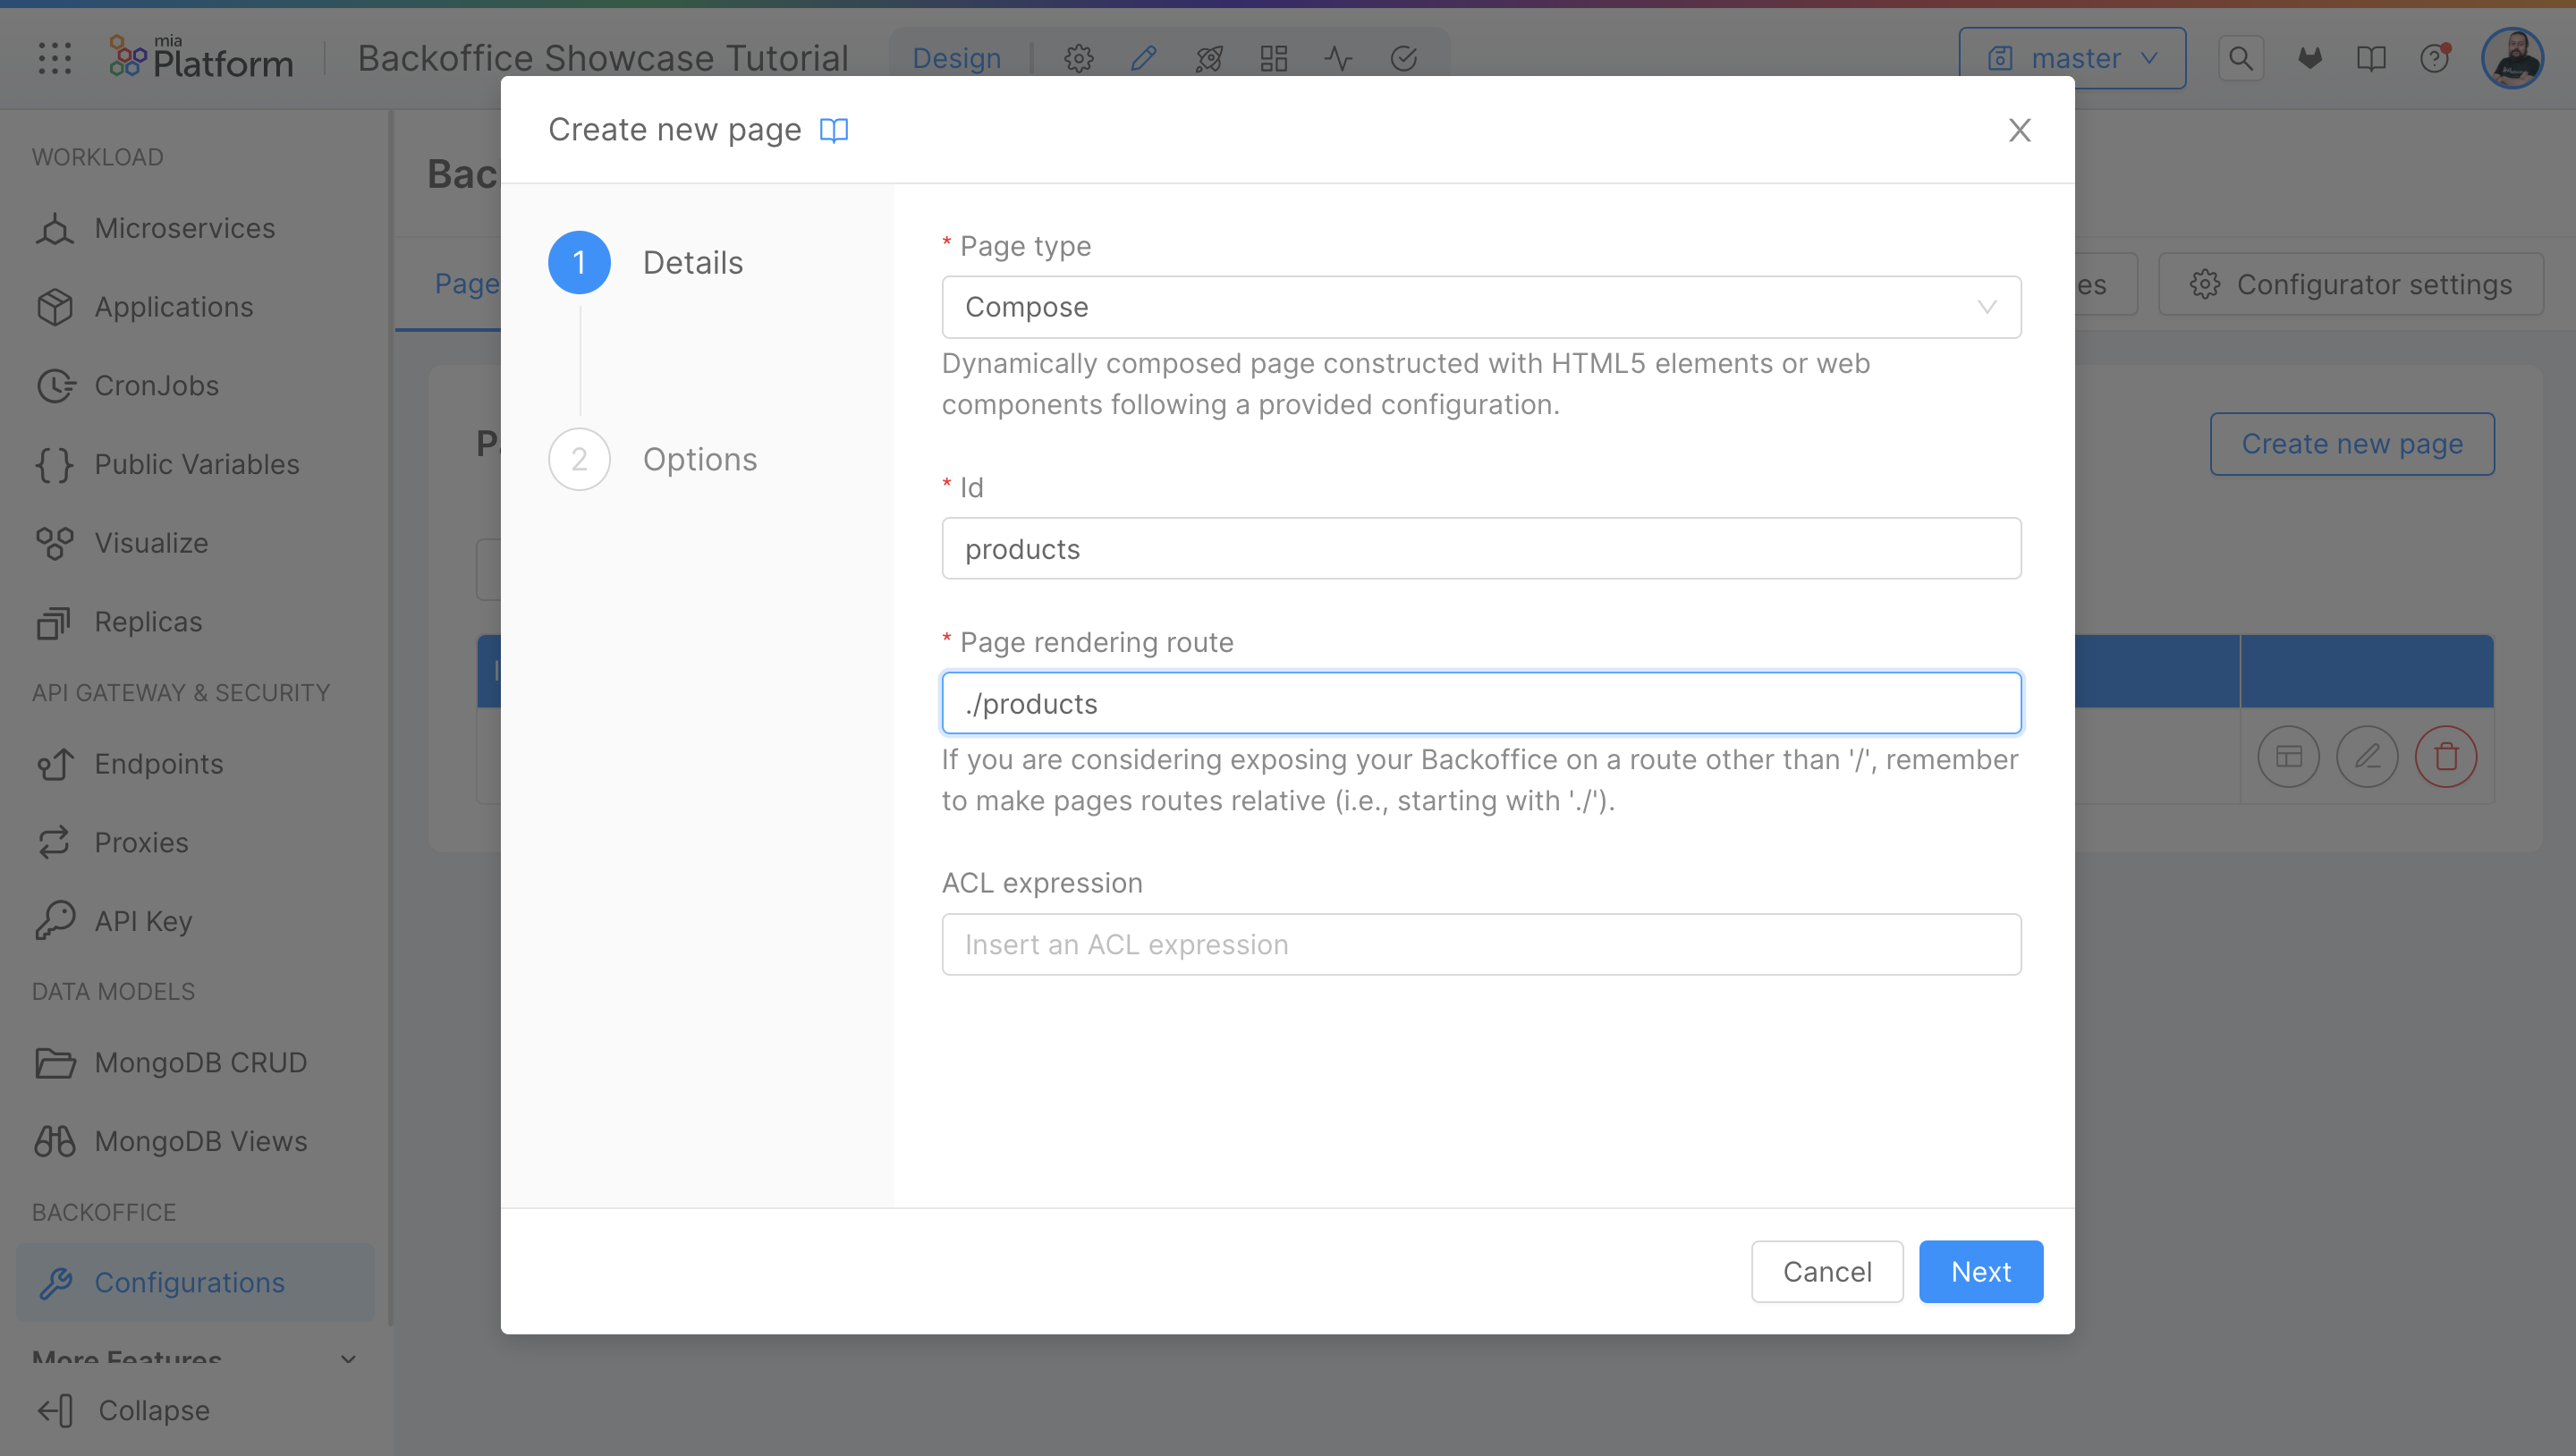 mia
Platform
Backoffice Showcase Tutorial
Design
master
WORKLOAD
Microservices
Applications
CronJobs
Public Variables
Visualize
Replicas
API GATEWAY & SECURITY
Endpoints
Proxies
API Key
DATA MODELS
MongoDB CRUD
MongoDB Views
BACKOFFICE
Configurations
More Features
Collapse
Configurator settings
Create new page
Create new page
1
Details
2
Options
* Page type
Compose
Dynamically composed page constructed with HTML5 elements or web
components following a provided configuration.
* Id
products
* Page rendering route
./products
If you are considering exposing your Backoffice on a route other than '/', remember
to make pages routes relative (i.e., starting with './').
ACL expression
Insert an ACL expression
Cancel
Next